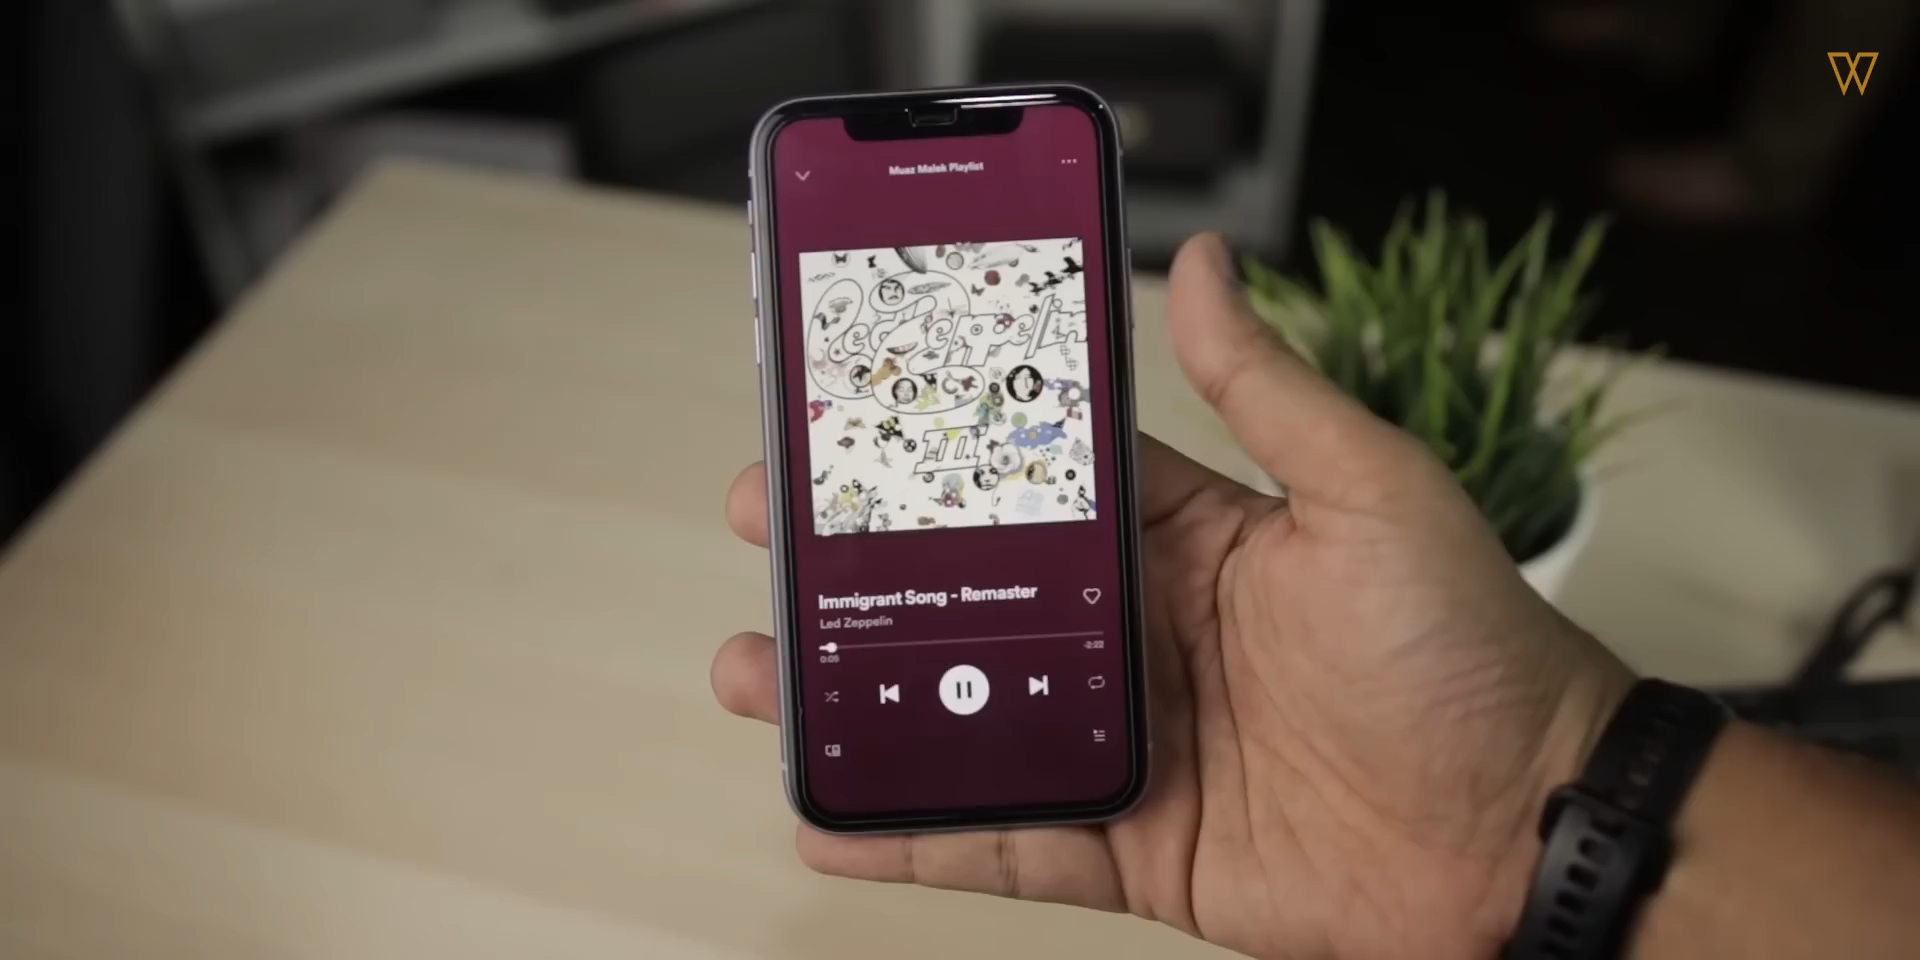 W
Muaz Malek Playlist
Led Zeppelin
III
Immigrant Song - Remaster
Led Zeppelin
0:05
-2:22